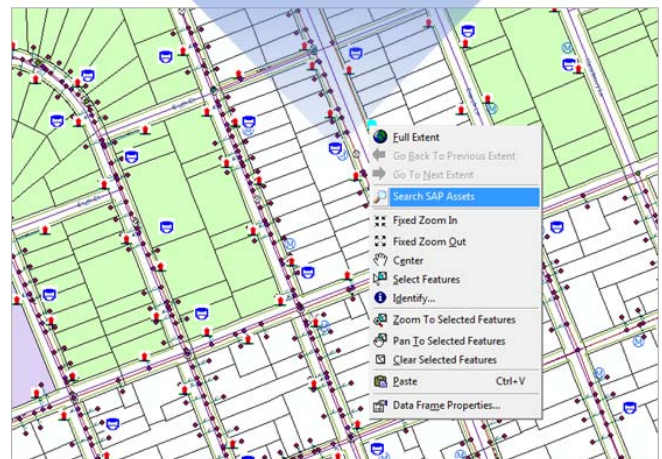 Full Extent
Go Back To Previous Extent
Go To Next Extent
Search SAP Assets
Fixed Zoom In
Fixed Zoom Out
Center
Select Features
Identify...
Zoom To Selected Features
Pan To Selected Features
Clear Selected Features
Paste Ctrl+V
Data Frame Properties...